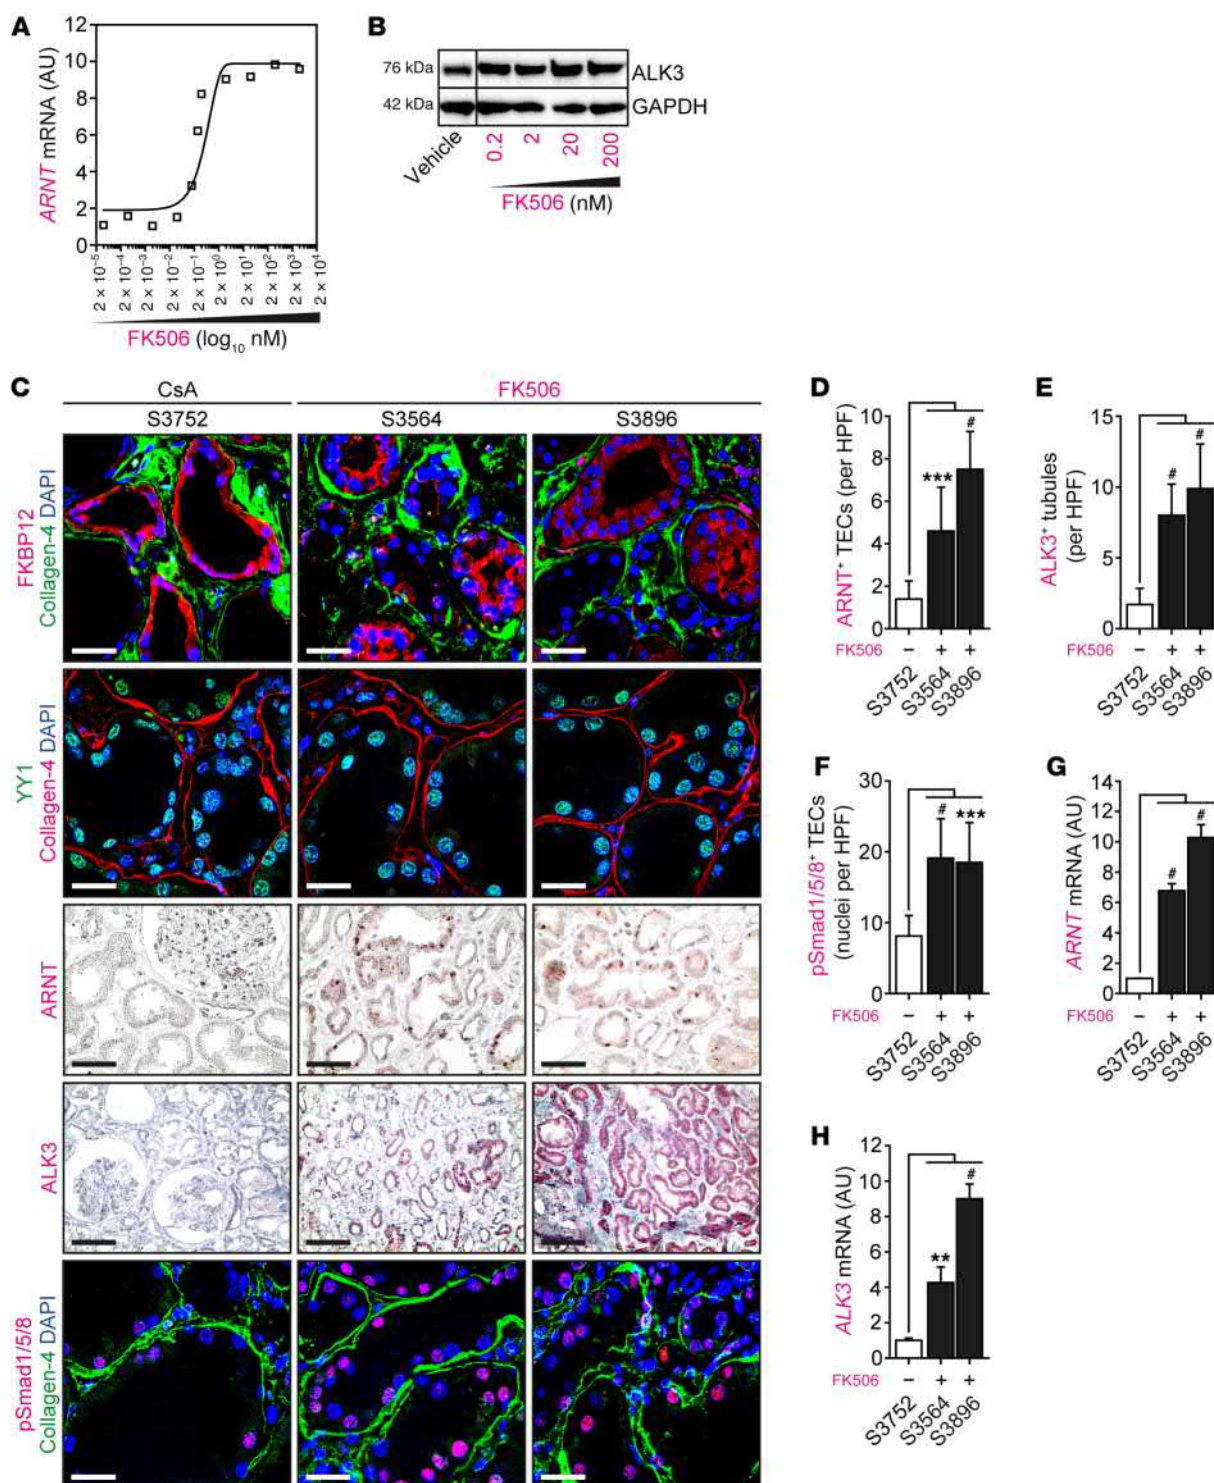 A
12
10
8
6
4
2
0
ARNT mRNA (AU)
2 × 10⁻⁵
2 × 10⁻⁴
2 × 10⁻³
2 × 10⁻²
2 × 10⁻¹
2 × 10⁰
2 × 10¹
2 × 10²
2 × 10³
2 × 10⁴
FK506 (log₁₀ nM)
B
76 kDa
ALK3
42 kDa
GAPDH
Vehicle
0.2
2
20
200
FK506 (nM)
C
CsA
FK506
S3752
S3564
S3896
FKBP12
Collagen-4 DAPI
YY1
Collagen-4 DAPI
ARNT
ALK3
pSmad1/5/8
Collagen-4 DAPI
D
ARNT⁺ TECs (per HPF)
10
8
6
4
2
0
***
#
FK506
– + +
S3752
S3564
S3896
E
ALK3⁺ tubules
(per HPF)
15
10
5
0
#
#
FK506
– + +
S3752
S3564
S3896
F
pSmad1/5/8⁺ TECs
(nuclei per HPF)
30
20
10
0
#
***
FK506
– + +
S3752
S3564
S3896
G
ARNT mRNA (AU)
14
12
10
8
6
4
2
0
#
#
FK506
– + +
S3752
S3564
S3896
H
ALK3 mRNA (AU)
12
10
8
6
4
2
0
**
#
FK506
– + +
S3752
S3564
S3896